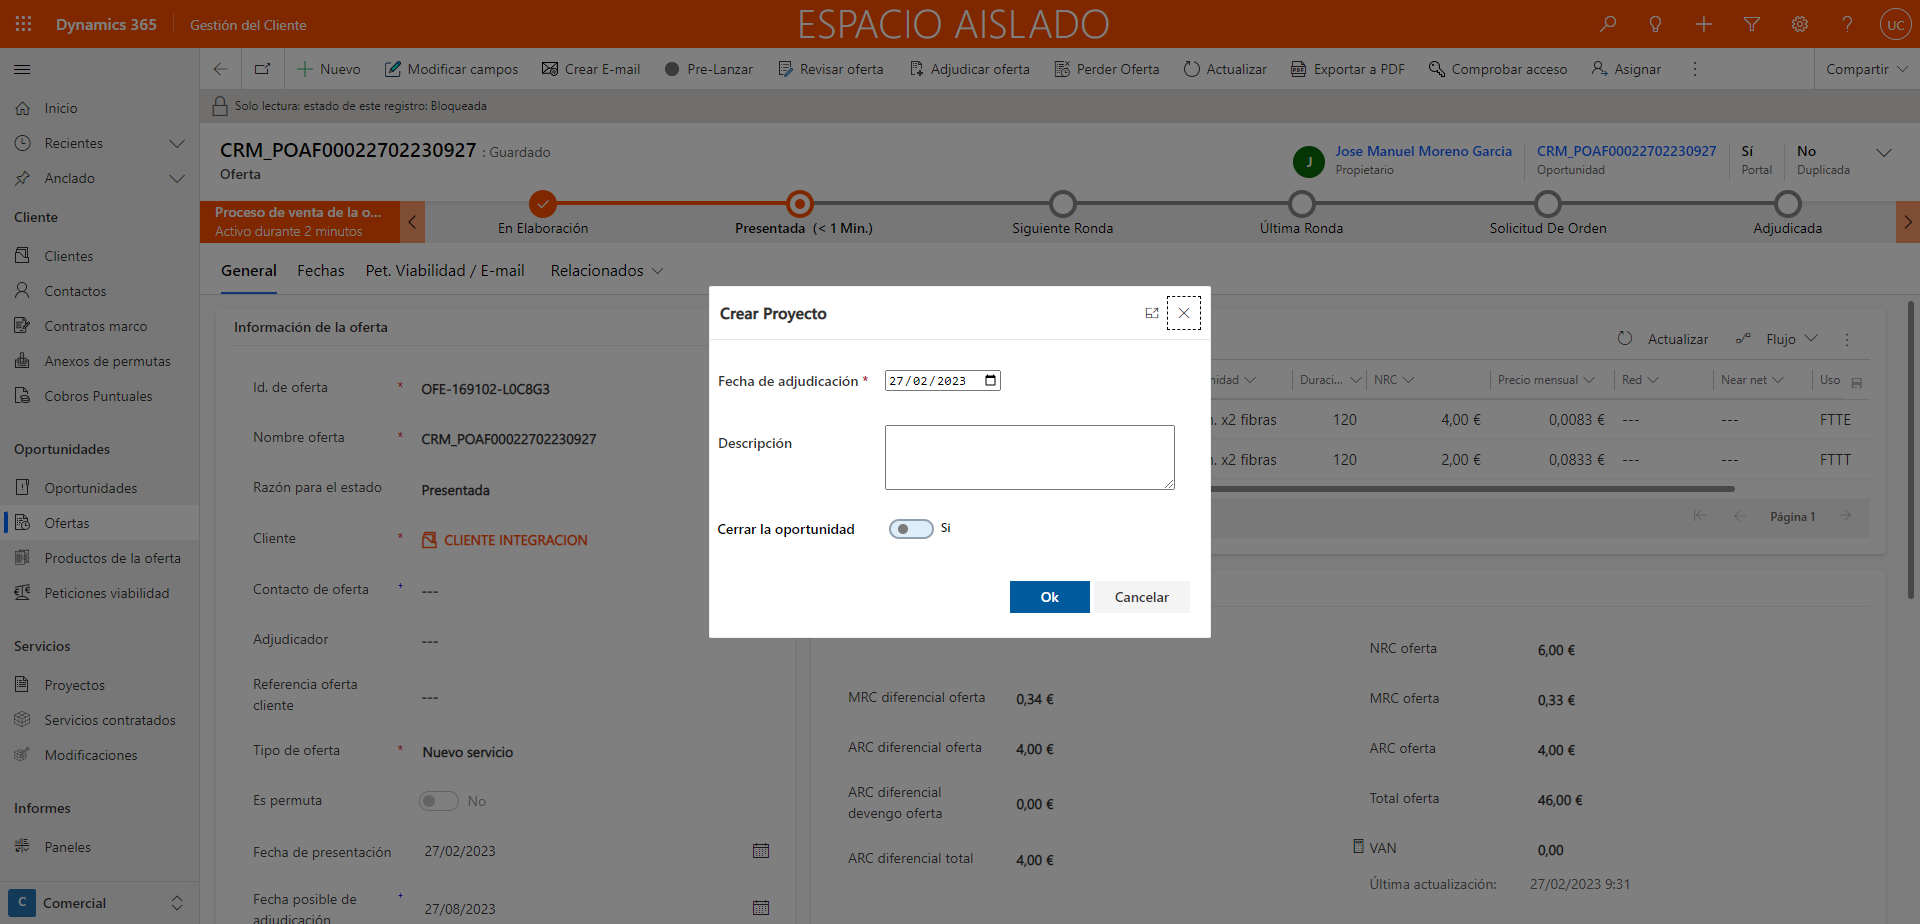 Dynamics 365
Gestión del Cliente
ESPACIO AISLADO
UC
Nuevo
Modificar campos
Crear E-mail
Pre-Lanzar
Revisar oferta
Adjudicar oferta
Perder Oferta
Actualizar
Exportar a PDF
Comprobar acceso
Asignar
Compartir
Solo lectura: estado de este registro: Bloqueada
Inicio
Recientes
Anclado
Cliente
Clientes
Contactos
Contratos marco
Anexos de permutas
Cobros Puntuales
Oportunidades
Oportunidades
Ofertas
Productos de la oferta
Peticiones viabilidad
Servicios
Proyectos
Servicios contratados
Modificaciones
Informes
Paneles
C Comercial
CRM_POAF00022702230927 : Guardado
Oferta
J
Jose Manuel Moreno Garcia
Propietario
CRM_POAF00022702230927
Oportunidad
Sí
Portal
No
Duplicada
Proceso de venta de la o...
Activo durante 2 minutos
En Elaboración
Presentada (< 1 Min.)
Siguiente Ronda
Última Ronda
Solicitud De Orden
Adjudicada
General
Fechas
Pet. Viabilidad / E-mail
Relacionados
Información de la oferta
Id. de oferta * OFE-169102-L0C8G3
Nombre oferta * CRM_POAF00022702230927
Razón para el estado Presentada
Cliente * CLIENTE INTEGRACION
Contacto de oferta + ---
Adjudicador ---
Referencia oferta
cliente ---
Tipo de oferta * Nuevo servicio
Es permuta No
Fecha de presentación 27/02/2023
Fecha posible de + 27/08/2023
adjudicación
Crear Proyecto
Fecha de adjudicación * 27/02/2023
Descripción
Cerrar la oportunidad Si
Ok
Cancelar
Actualizar
Flujo
nidad Duraci... NRC Precio mensual Red Near net Uso
. x2 fibras 120 4,00 € 0,0083 € --- --- FTTE
. x2 fibras 120 2,00 € 0,0833 € --- --- FTTT
Página 1
MRC diferencial oferta 0,34 €
ARC diferencial oferta 4,00 €
ARC diferencial
devengo oferta 0,00 €
ARC diferencial total 4,00 €
NRC oferta 6,00 €
MRC oferta 0,33 €
ARC oferta 4,00 €
Total oferta 46,00 €
VAN 0,00
Última actualización: 27/02/2023 9:31